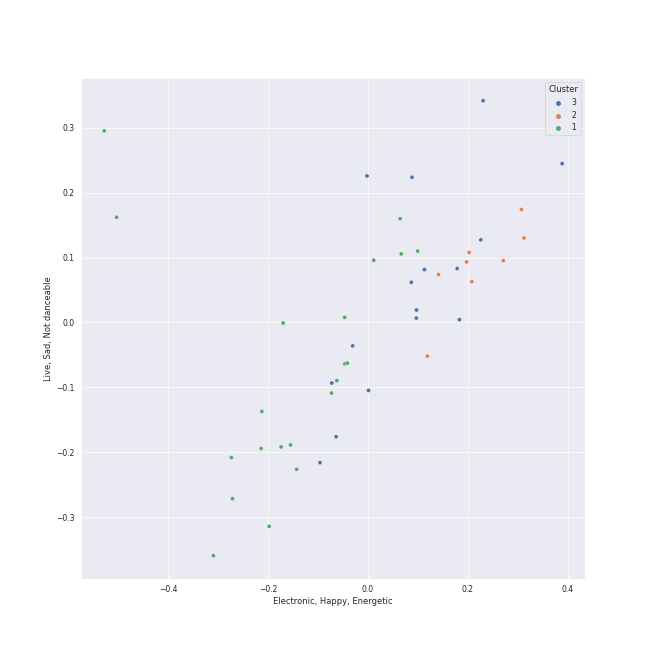 Cluster
3
2
1
0.3
0.2
0.1
0.0
−0.1
−0.2
−0.3
Live, Sad, Not danceable
−0.4 −0.2 0.0 0.2 0.4
Electronic, Happy, Energetic